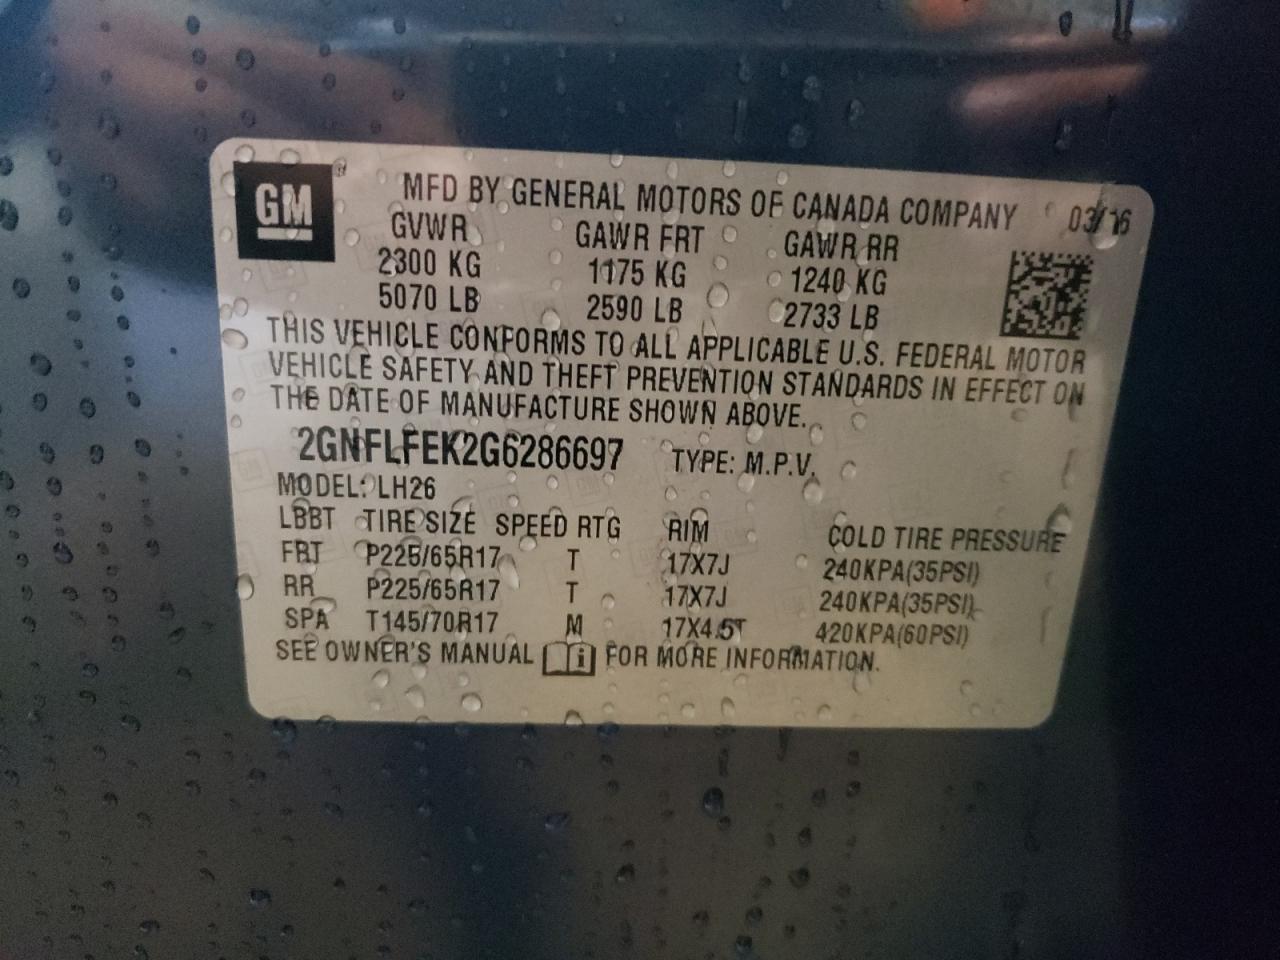 GM ®
MFD BY GENERAL MOTORS OF CANADA COMPANY 03/16
GVWR GAWR FRT GAWR RR
2300 KG 1175 KG 1240 KG
5070 LB 2590 LB 2733 LB
THIS VEHICLE CONFORMS TO ALL APPLICABLE U.S. FEDERAL MOTOR
VEHICLE SAFETY AND THEFT PREVENTION STANDARDS IN EFFECT ON
THE DATE OF MANUFACTURE SHOWN ABOVE.
2GNFLFEK2G6286697 TYPE: M.P.V.
MODEL: LH26
LBBT TIRE SIZE SPEED RTG RIM COLD TIRE PRESSURE
FRT P225/65R17 T 17X7J 240KPA(35PSI)
RR P225/65R17 T 17X7J 240KPA(35PSI)
SPA T145/70R17 M 17X4.5T 420KPA(60PSI)
SEE OWNER'S MANUAL i FOR MORE INFORMATION.